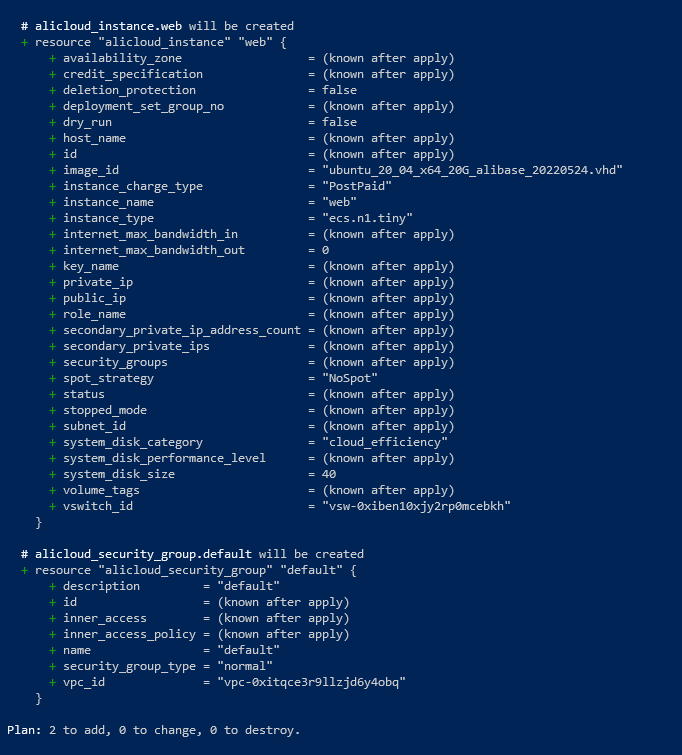 # alicloud_instance.web will be created
+ resource "alicloud_instance" "web" {
+ availability_zone = (known after apply)
+ credit_specification = (known after apply)
+ deletion_protection = false
+ deployment_set_group_no = (known after apply)
+ dry_run = false
+ host_name = (known after apply)
+ id = (known after apply)
+ image_id = "ubuntu_20_04_x64_20G_alibase_20220524.vhd"
+ instance_charge_type = "PostPaid"
+ instance_name = "web"
+ instance_type = "ecs.n1.tiny"
+ internet_max_bandwidth_in = (known after apply)
+ internet_max_bandwidth_out = 0
+ key_name = (known after apply)
+ private_ip = (known after apply)
+ public_ip = (known after apply)
+ role_name = (known after apply)
+ secondary_private_ip_address_count = (known after apply)
+ secondary_private_ips = (known after apply)
+ security_groups = (known after apply)
+ spot_strategy = "NoSpot"
+ status = (known after apply)
+ stopped_mode = (known after apply)
+ subnet_id = (known after apply)
+ system_disk_category = "cloud_efficiency"
+ system_disk_performance_level = (known after apply)
+ system_disk_size = 40
+ volume_tags = (known after apply)
+ vswitch_id = "vsw-0xiben10xjy2rp0mcebkh"
}
# alicloud_security_group.default will be created
+ resource "alicloud_security_group" "default" {
+ description = "default"
+ id = (known after apply)
+ inner_access = (known after apply)
+ inner_access_policy = (known after apply)
+ name = "default"
+ security_group_type = "normal"
+ vpc_id = "vpc-0xitqce3r9llzjd6y4obq"
}
Plan: 2 to add, 0 to change, 0 to destroy.